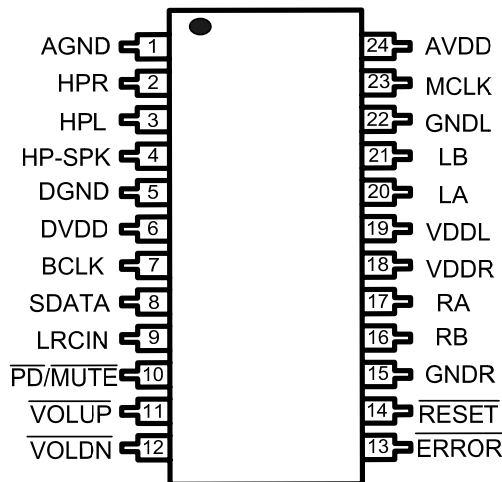 AGND 1 24 AVDD
HPR 2 23 MCLK
HPL 3 22 GNDL
HP-SPK 4 21 LB
DGND 5 20 LA
DVDD 6 19 VDDL
BCLK 7 18 VDDR
SDATA 8 17 RA
LRCIN 9 16 RB
PD/MUTE 10 15 GNDR
VOLUP 11 14 RESET
VOLDN 12 13 ERROR